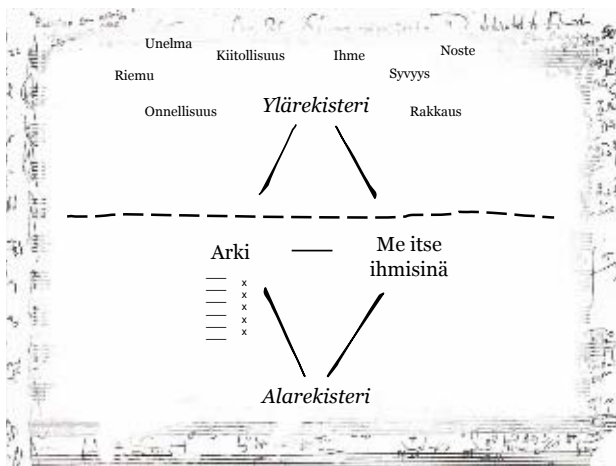 Unelma
Kiitollisuus
Ihme
Noste
Riemu
Syvyys
Onnellisuus
Ylärekisteri
Rakkaus
Arki
Me itse
ihmisinä
x
x
x
x
x
Alarekisteri